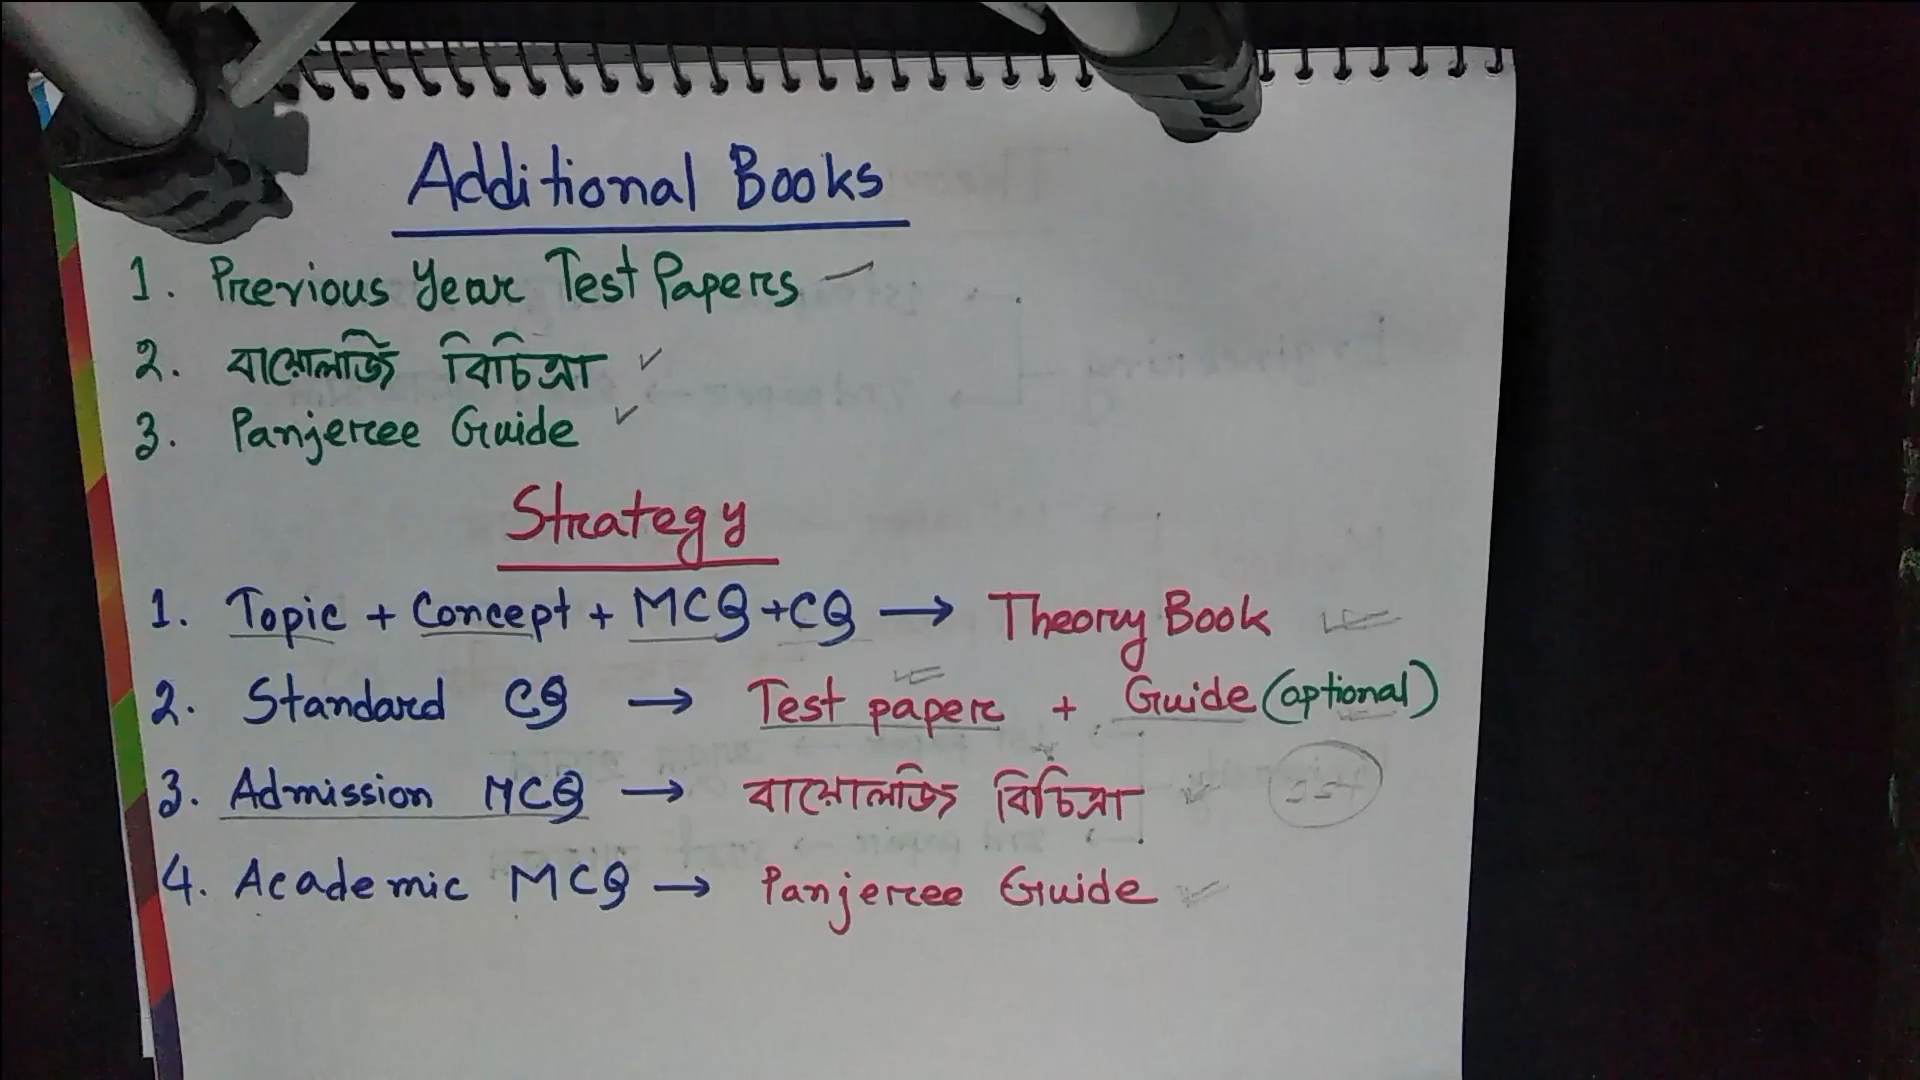 Additional Books
1. Previous Year Test Papers
2. বায়োলজি বিচিত্রা
3. Panjeree Guide
Strategy
1. Topic + Concept + MCQ + CQ → Theory Book
2. Standard CQ → Test paper + Guide (optional)
3. Admission MCQ → বায়োলজি বিচিত্রা
4. Academic MCQ → Panjeree Guide